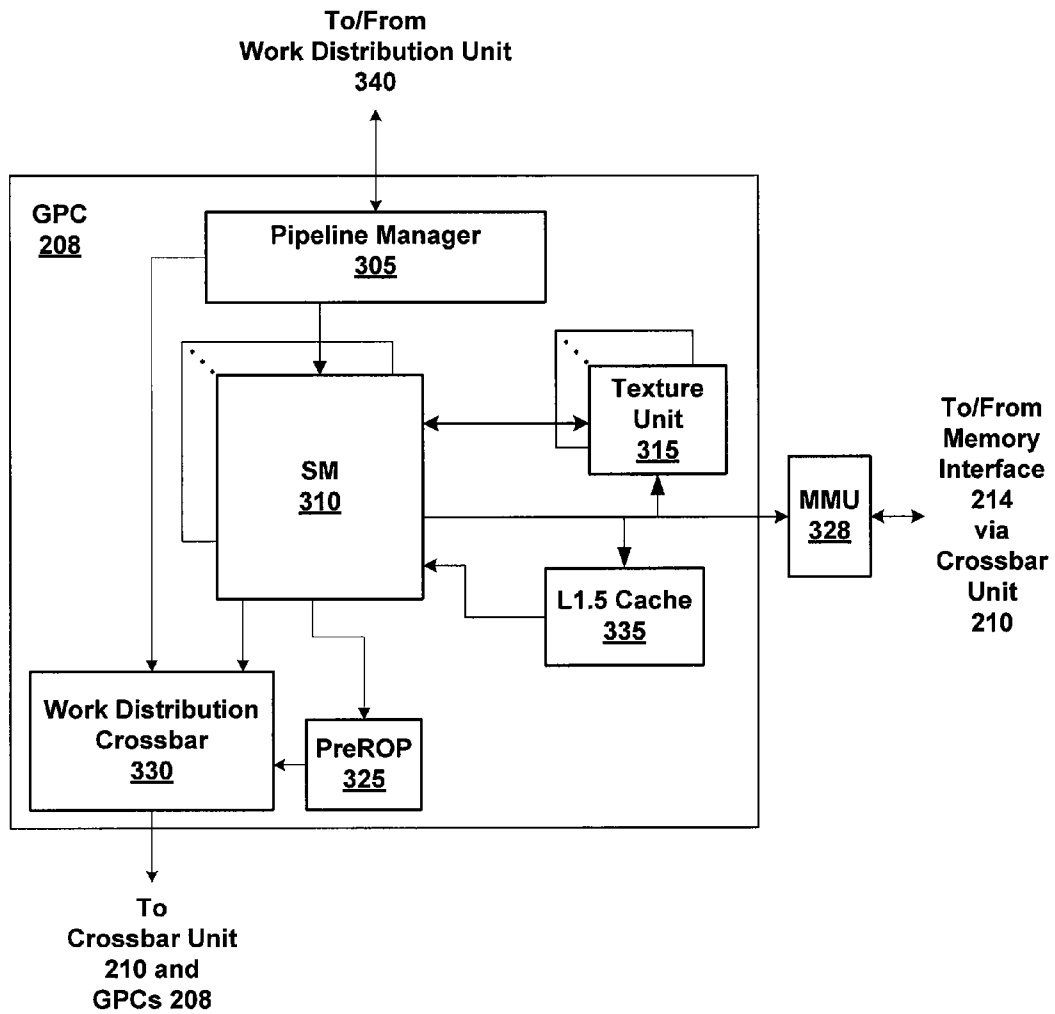 To/From
Work Distribution Unit
340
GPC
208
Pipeline Manager
305
Texture
Unit
315
SM
310
To/From
Memory
Interface
214
via
Crossbar
Unit
210
MMU
328
L1.5 Cache
335
Work Distribution
Crossbar
330
PreROP
325
To
Crossbar Unit
210 and
GPCs 208